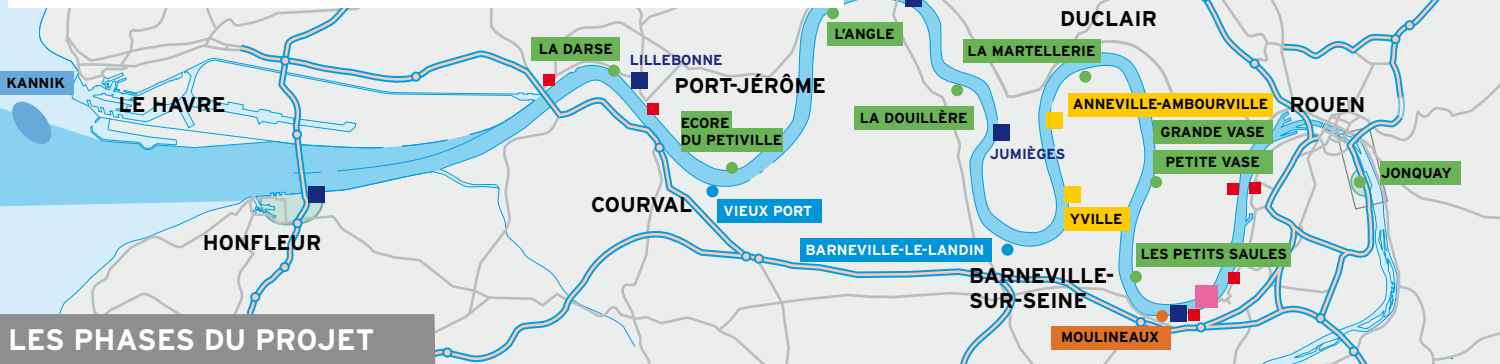 DUCLAIR
L'ANGLE
LA DARSE
LILLEBONNE
LA MARTELLERIE
KANNIK
PORT-JÉRÔME
LE HAVRE
ANNEVILLE-AMBOURVILLE
ROUEN
ECORE
DU PETIVILLE
LA DOUILLÈRE
GRANDE VASE
JUMIÈGES
PETITE VASE
JONQUAY
COURVAL
VIEUX PORT
YVILLE
HONFLEUR
BARNEVILLE-LE-LANDIN
LES PETITS SAULES
BARNEVILLE-
SUR-SEINE
MOULINEAUX
LES PHASES DU PROJET